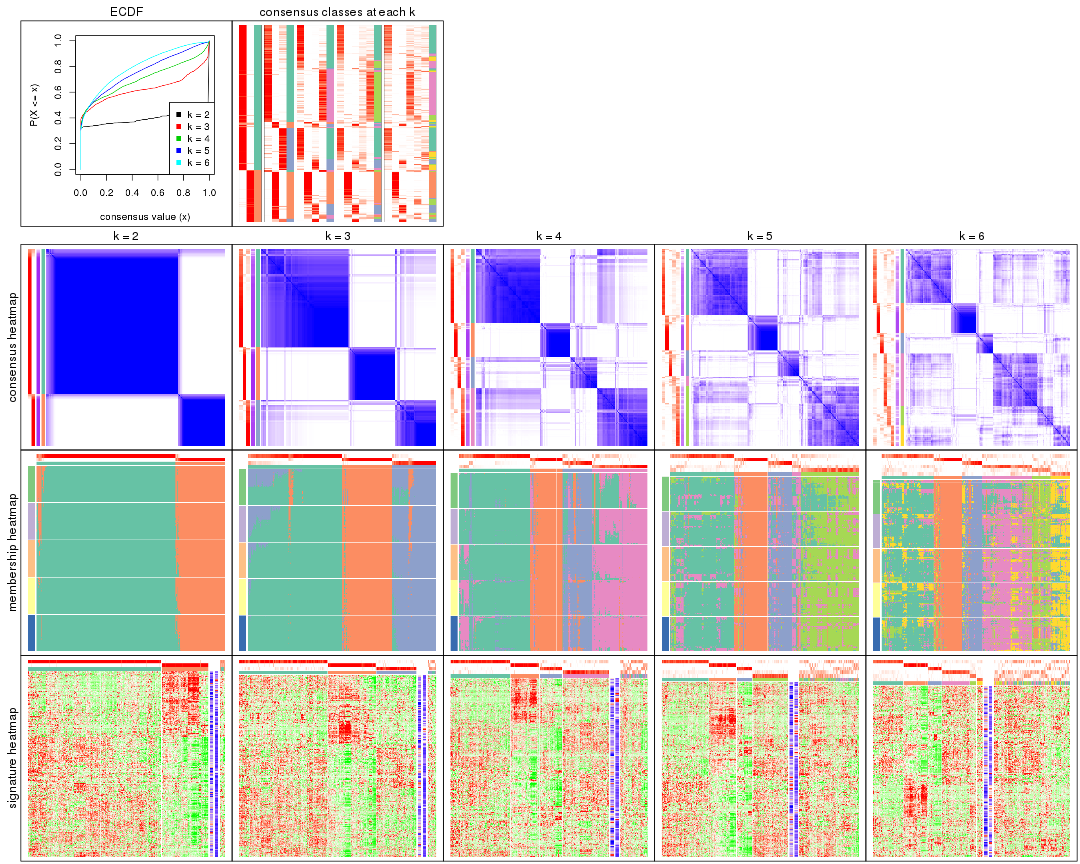 ECDF
consensus classes at each k
P(X <= x)
1.0
0.8
0.6
0.4
0.2
0.0
k = 2
k = 3
k = 4
k = 5
k = 6
0.0 0.2 0.4 0.6 0.8 1.0
consensus value (x)
k = 2
k = 3
k = 4
k = 5
k = 6
consensus heatmap
membership heatmap
signature heatmap